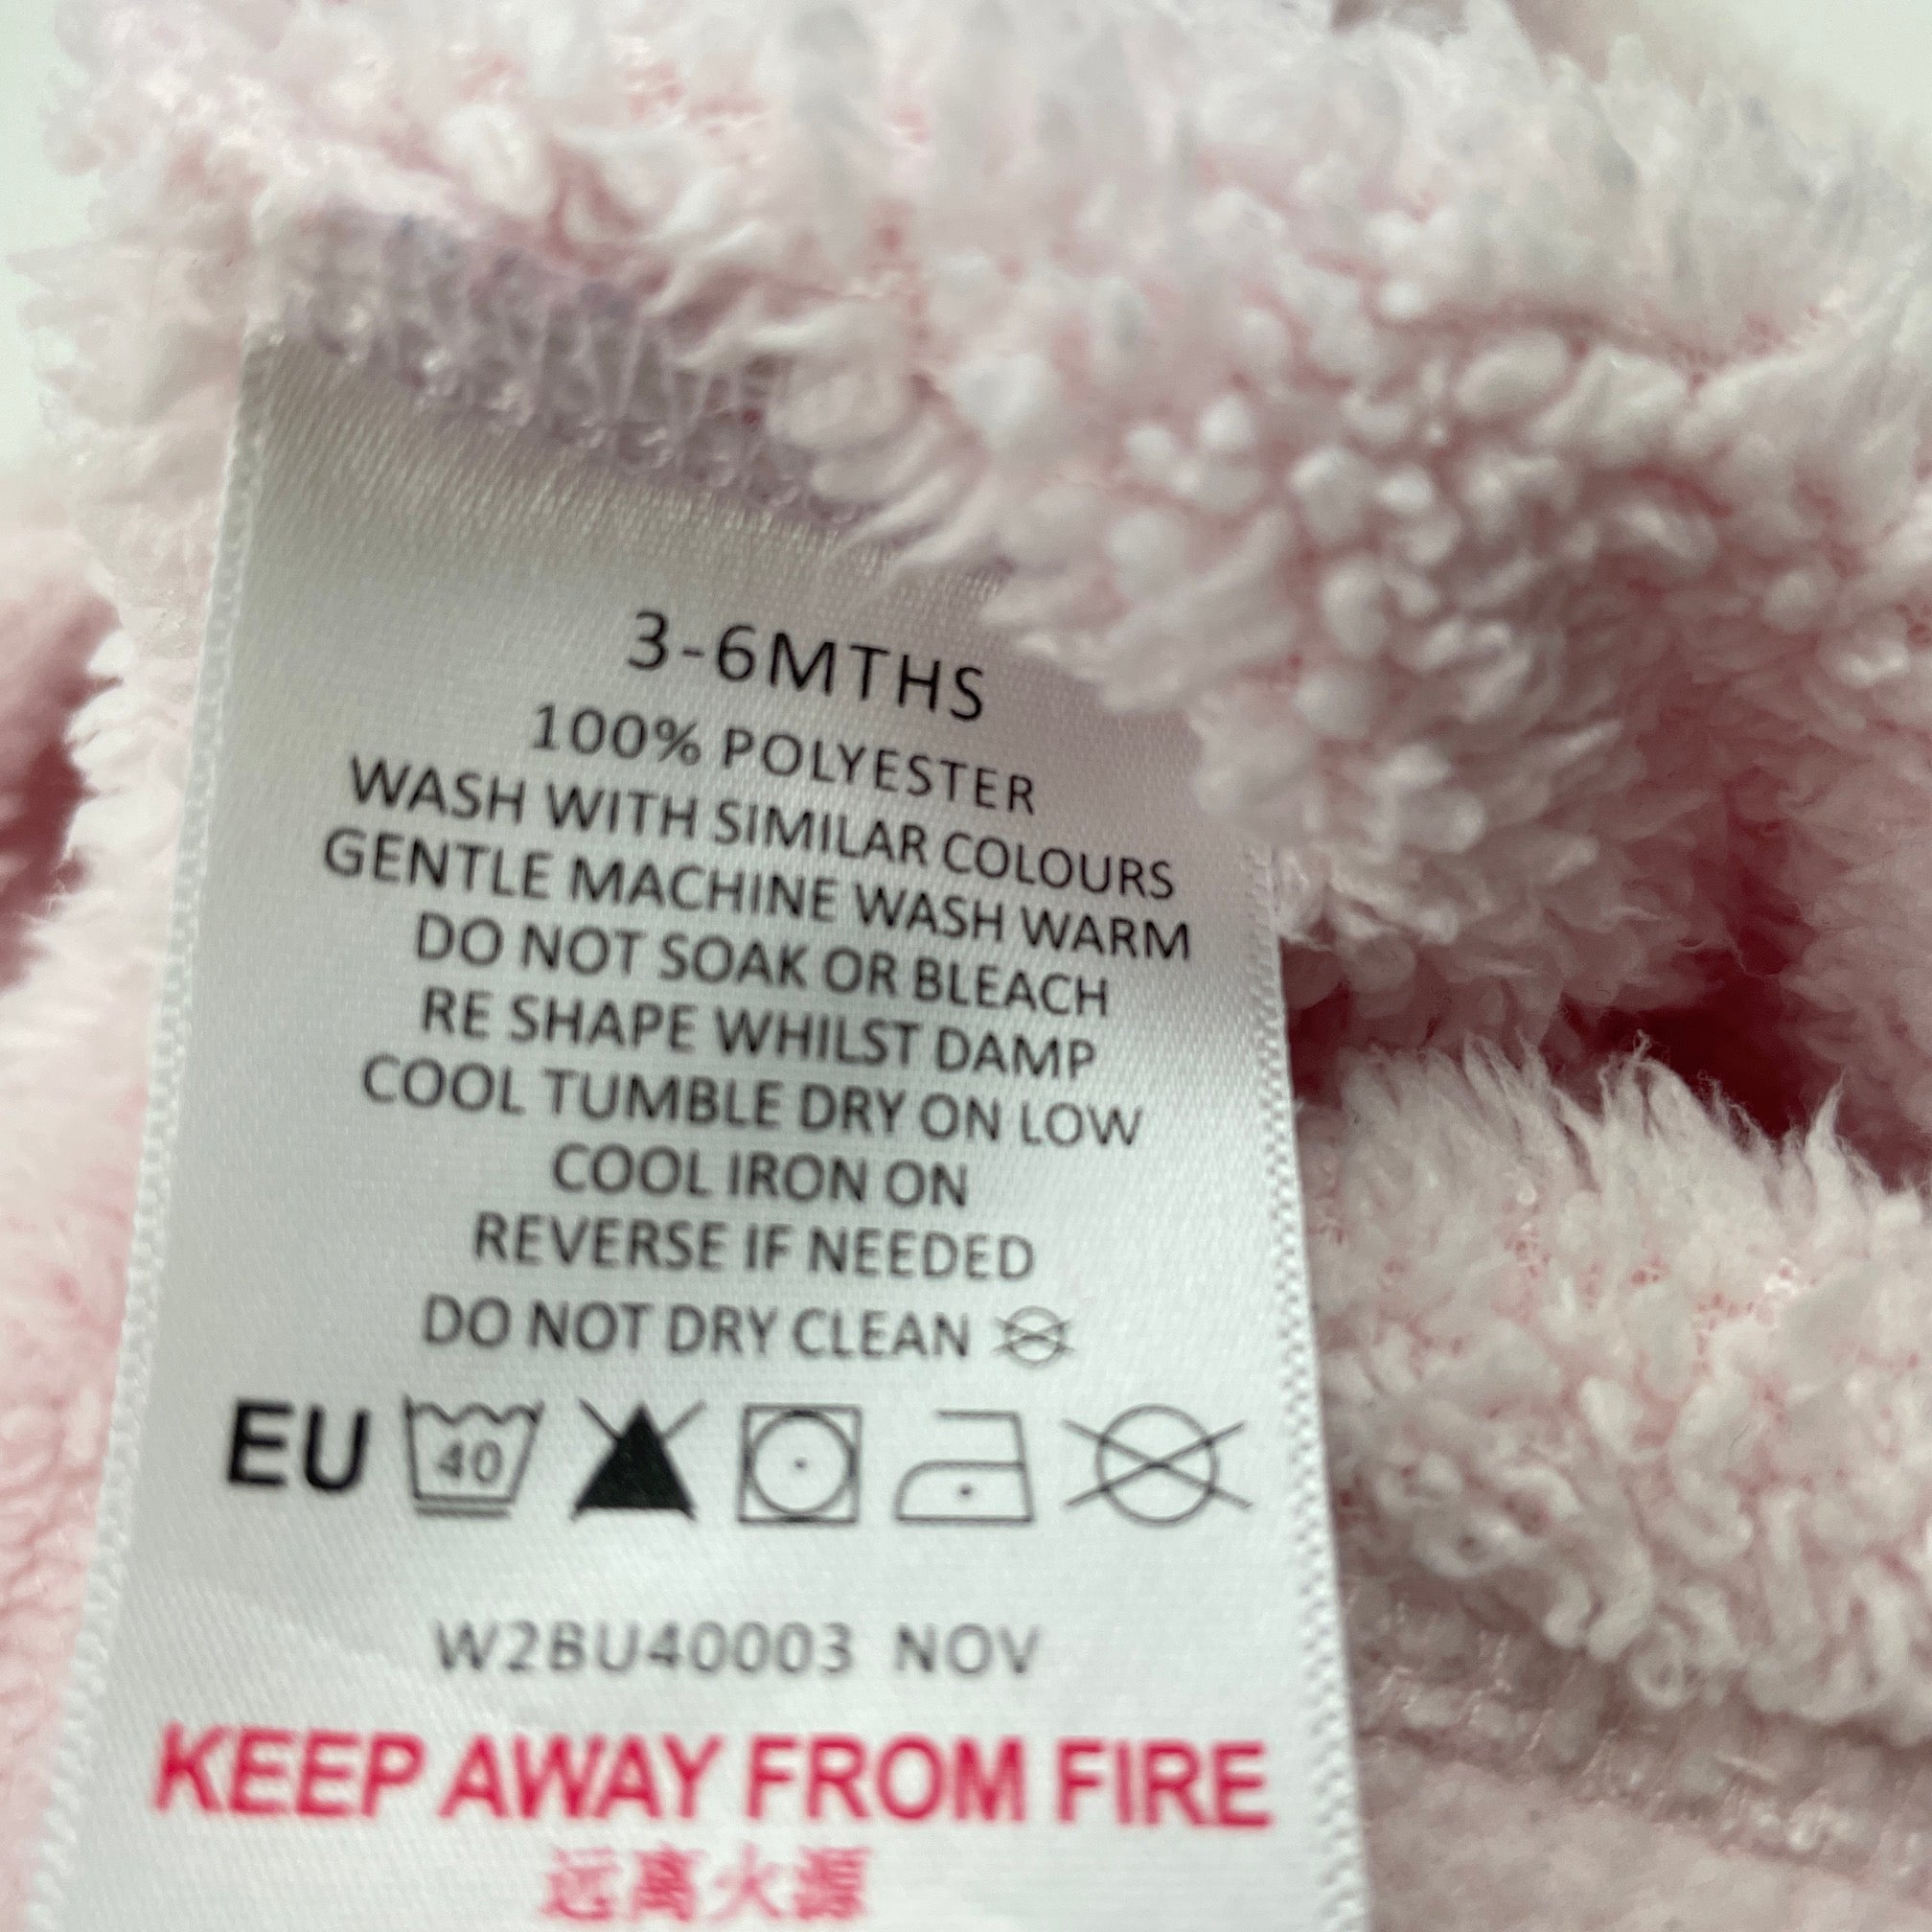 3-6MTHS
100% POLYESTER
WASH WITH SIMILAR COLOURS
GENTLE MACHINE WASH WARM
DO NOT SOAK OR BLEACH
RE SHAPE WHILST DAMP
COOL TUMBLE DRY ON LOW
COOL IRON ON
REVERSE IF NEEDED
DO NOT DRY CLEAN
EU 40
W2BU40003 NOV
KEEP AWAY FROM FIRE
远离火源